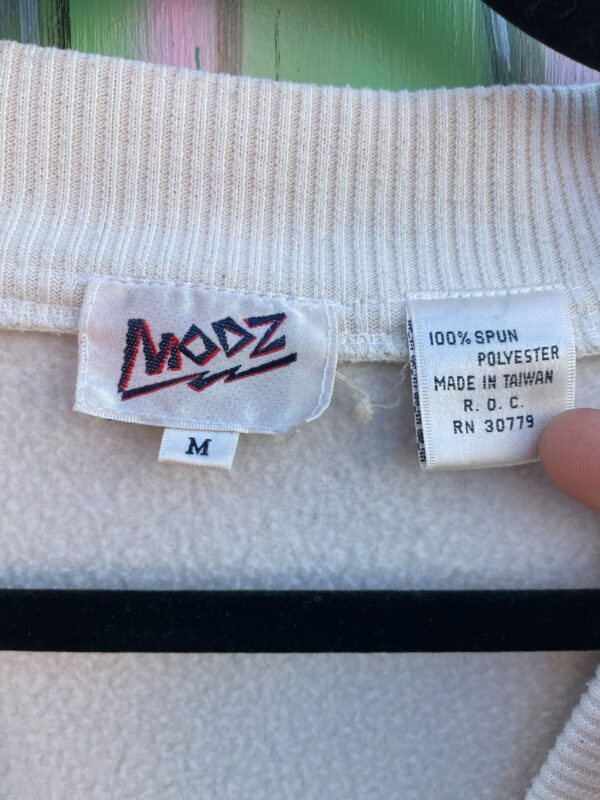 MODZ
M
100% SPUN
POLYESTER
MADE IN TAIWAN
R. O. C.
RN 30779